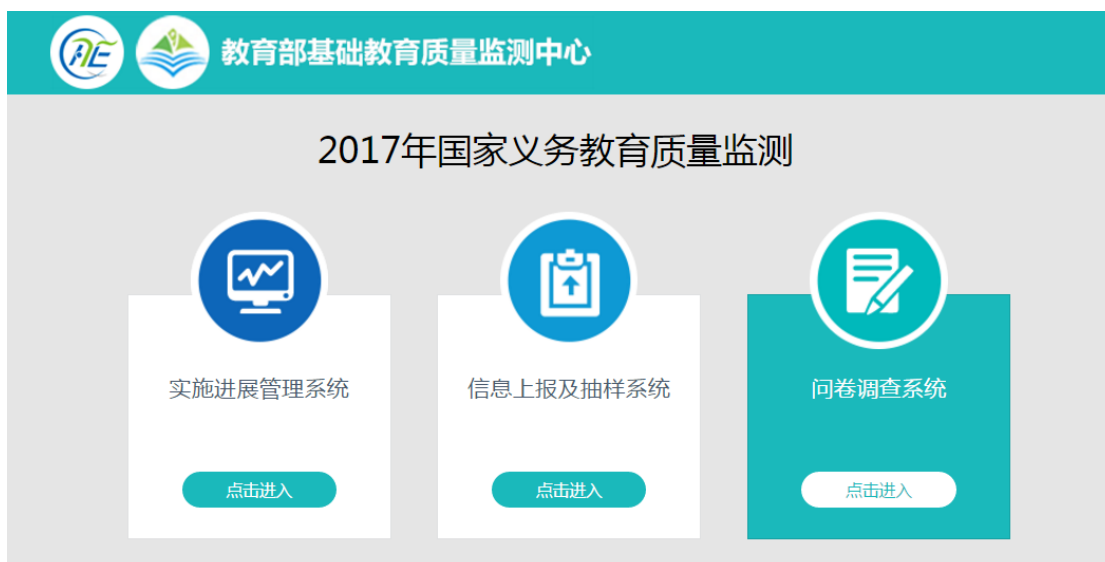 教育部基础教育质量监测中心
2017年国家义务教育质量监测
实施进展管理系统
信息上报及抽样系统
问卷调查系统
点击进入
点击进入
点击进入